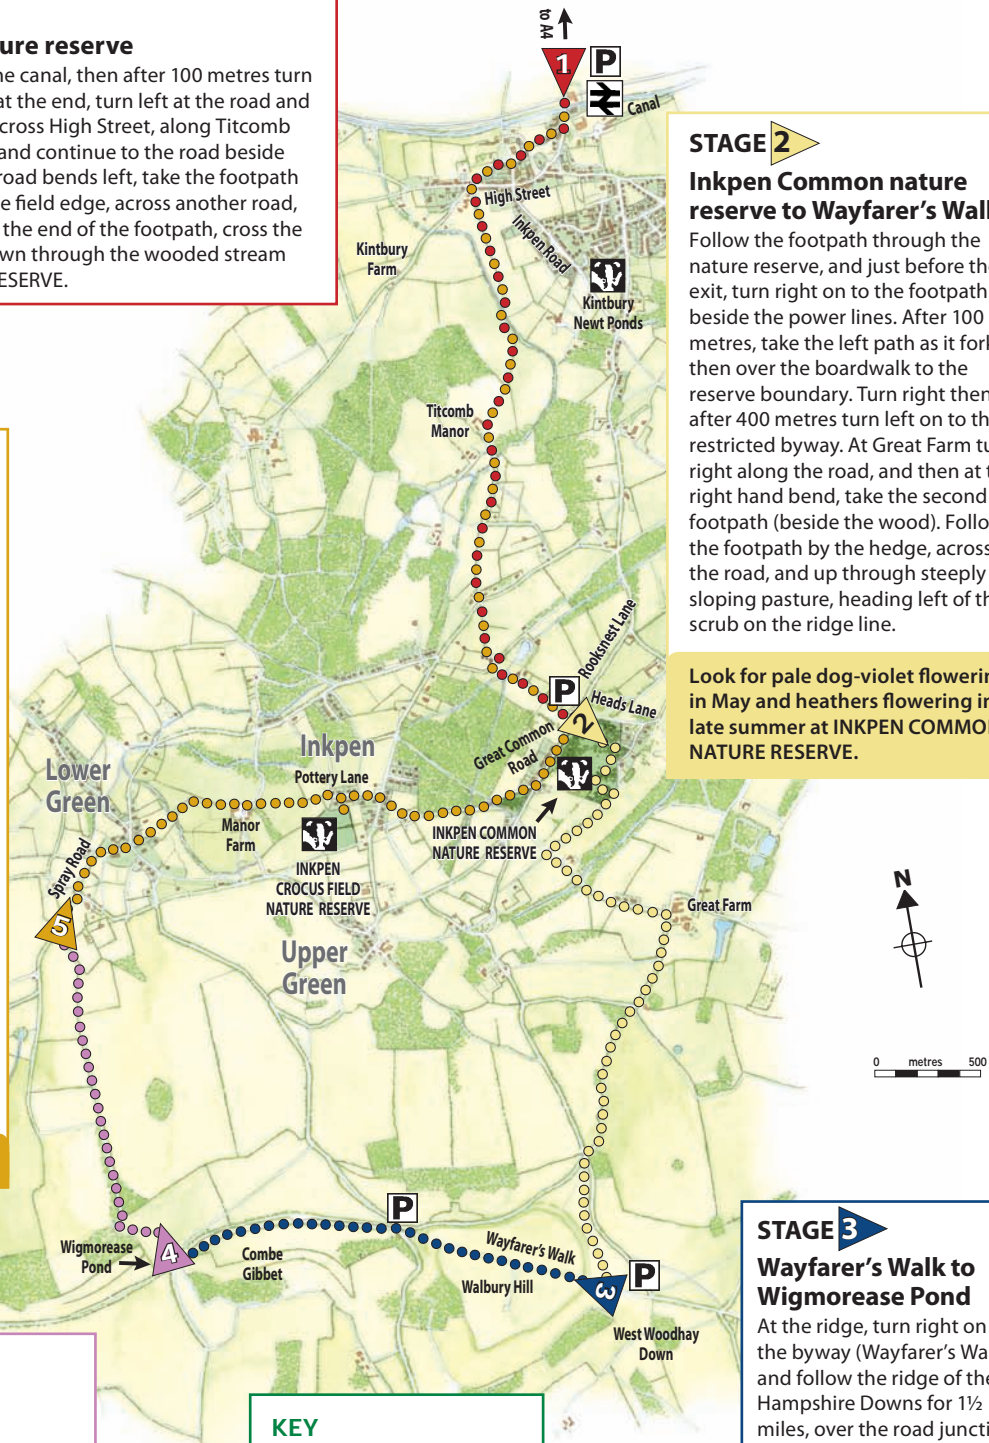 to A4
1
P
Canal
ure reserve
ne canal, then after 100 metres turn
at the end, turn left at the road and
cross High Street, along Titcomb
and continue to the road beside
road bends left, take the footpath
e field edge, across another road,
the end of the footpath, cross the
wn through the wooded stream
ESERVE.
High Street
Inkpen Road
Kintbury
Farm
Kintbury
Newt Ponds
Titcomb
Manor
STAGE 2
Inkpen Common nature
reserve to Wayfarer's Wal
Follow the footpath through the
nature reserve, and just before th
exit, turn right on to the footpath
beside the power lines. After 100
metres, take the left path as it for
then over the boardwalk to the
reserve boundary. Turn right then
after 400 metres turn left on to th
restricted byway. At Great Farm tu
right along the road, and then at t
right hand bend, take the second
footpath (beside the wood). Follo
the footpath by the hedge, across
the road, and up through steeply
sloping pasture, heading left of th
scrub on the ridge line.
Look for pale dog-violet flowerin
in May and heathers flowering in
late summer at INKPEN COMMO
NATURE RESERVE.
Rooksnest Lane
P
Heads Lane
2
Great Common
Road
Inkpen
Lower
Green
Pottery Lane
Manor
Farm
INKPEN COMMON
NATURE RESERVE
INKPEN
CROCUS FIELD
NATURE RESERVE
Spray Road
5
Great Farm
Upper
Green
N
0 metres 500
P
Wigmorease
Pond
4
Combe
Gibbet
Wayfarer's Walk
Walbury Hill
3
P
West Woodhay
Down
STAGE 3
Wayfarer's Walk to
Wigmorease Pond
At the ridge, turn right on
the byway (Wayfarer's Wa
and follow the ridge of the
Hampshire Downs for 1½
miles, over the road juncti
KEY